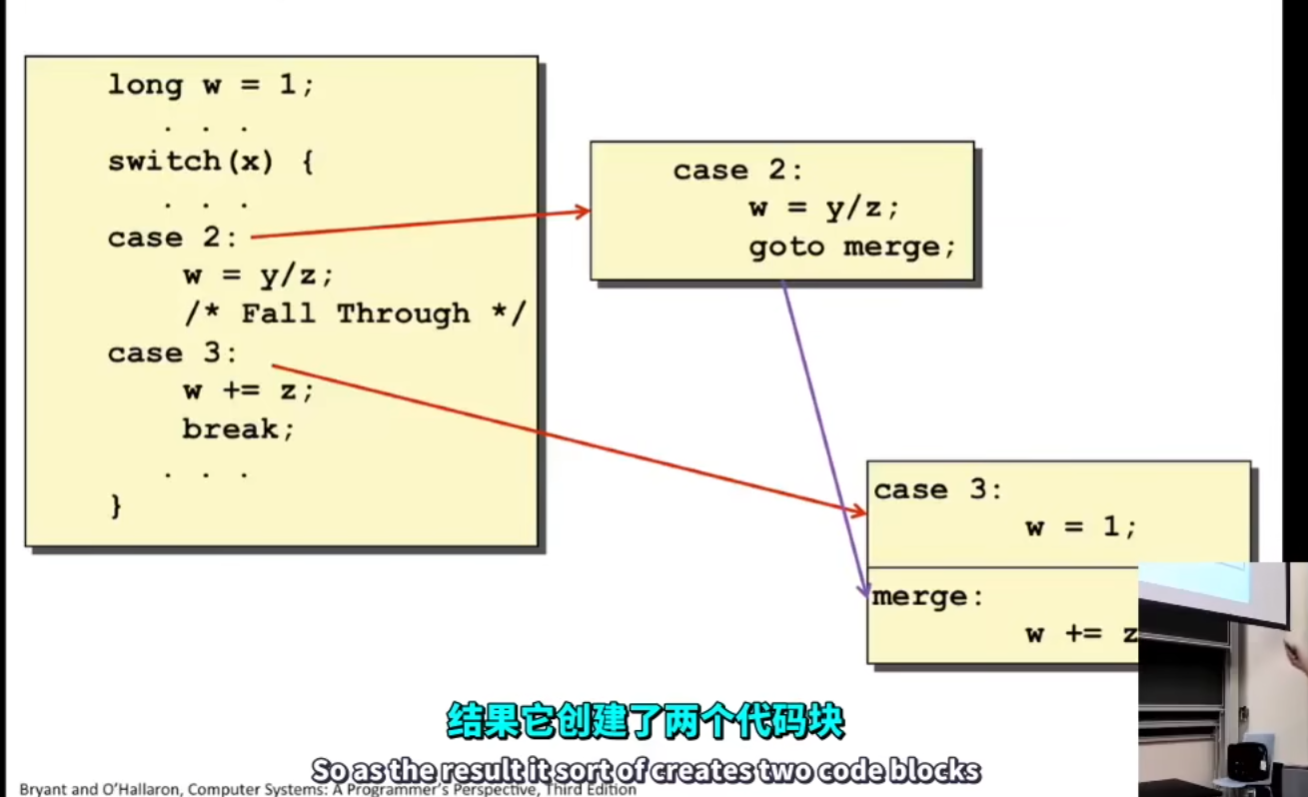 long w = 1;
. . .
switch(x) {
. . .
case 2:
w = y/z;
/* Fall Through */
case 3:
w += z;
break;
. . .
}
case 2:
w = y/z;
goto merge;
case 3:
w = 1;
merge:
w += z
结果它创建了两个代码块
So as the result it sort of creates two code blocks
Bryant and O'Hallaron, Computer Systems: A Programmer's Perspective, Third Edition